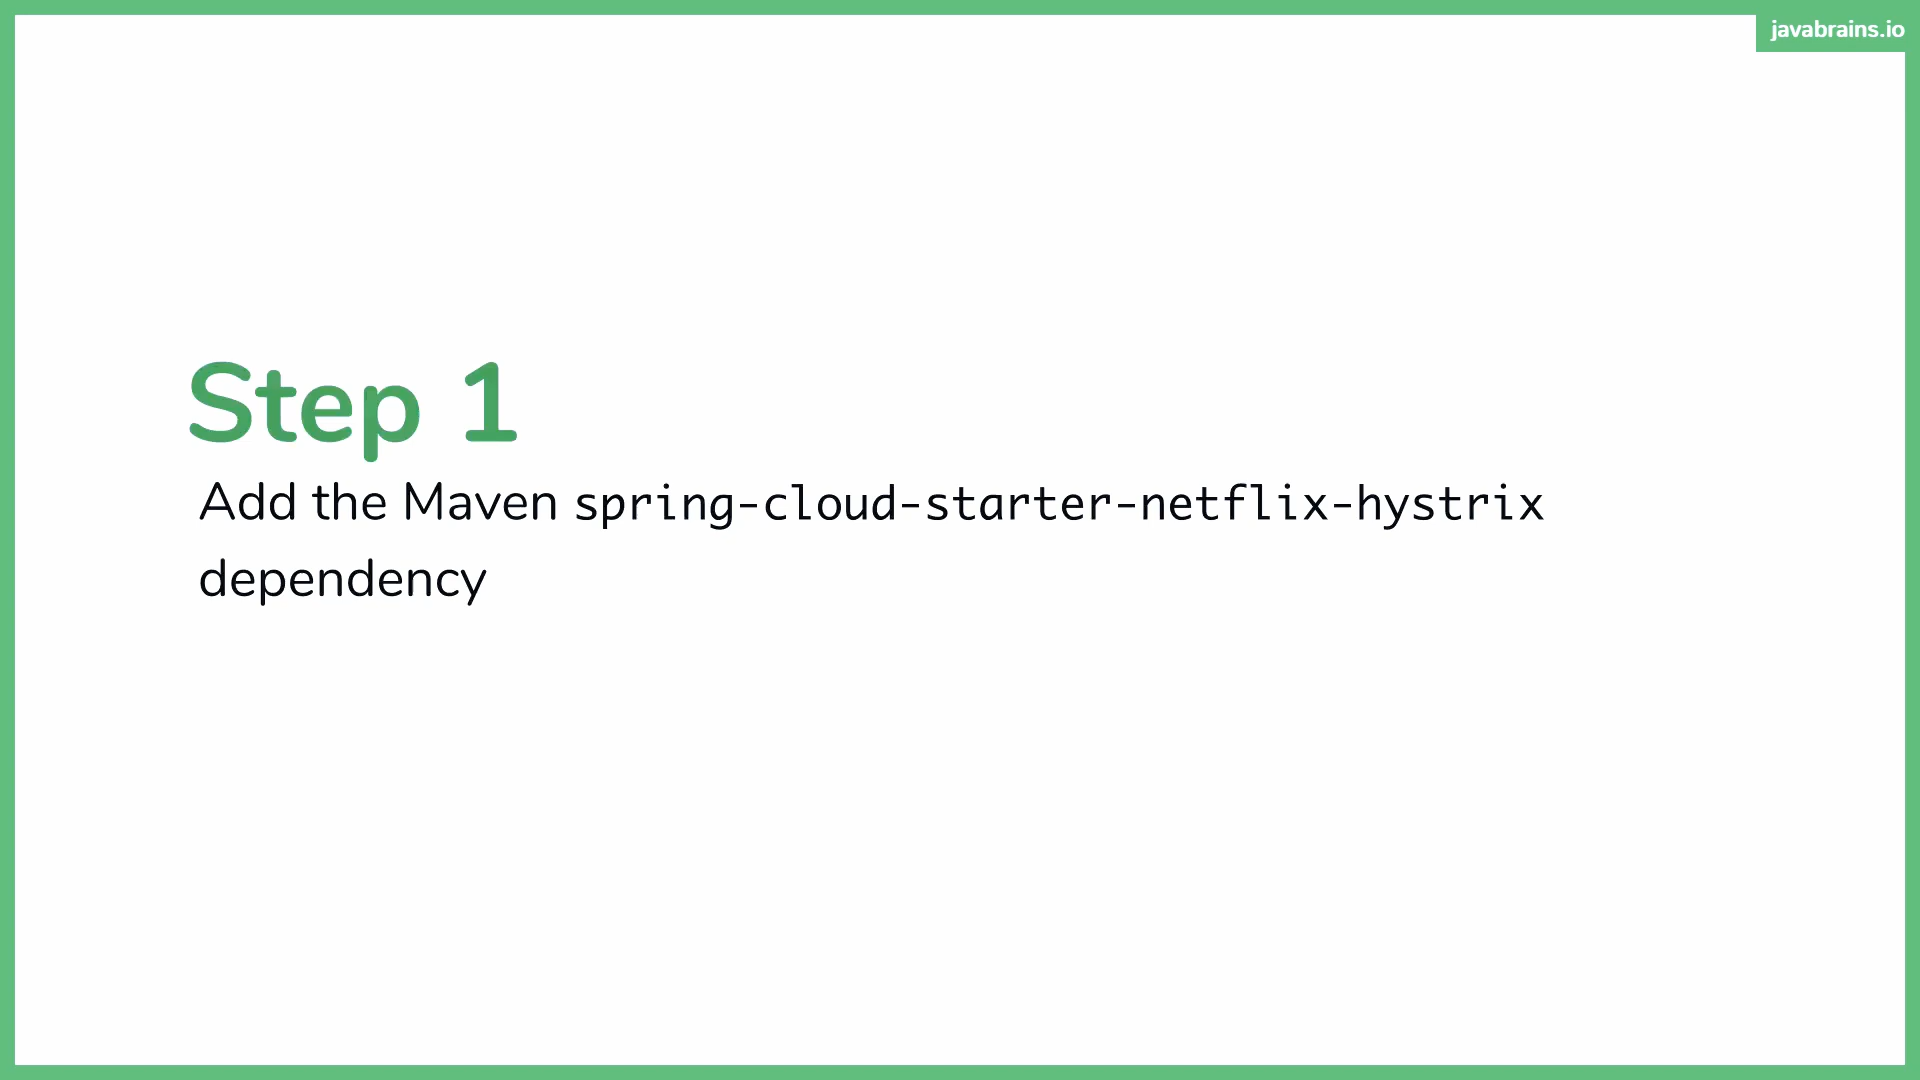 javabrains.io
Step 1
Add the Maven spring-cloud-starter-netflix-hystrix
dependency